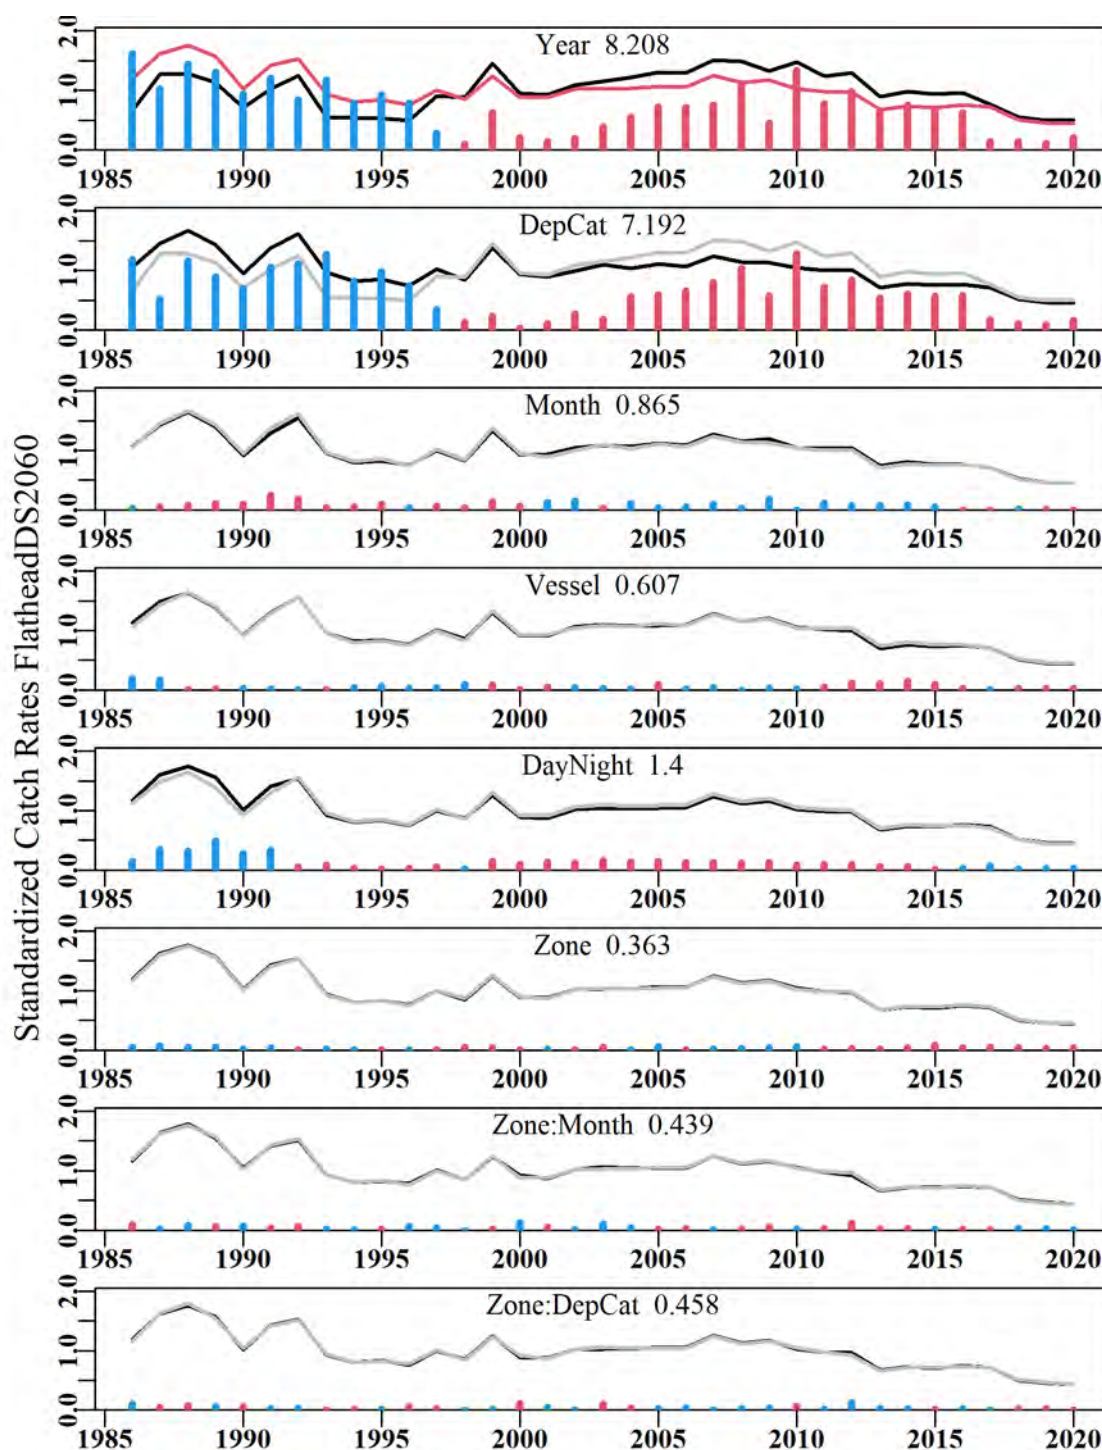 Standardized Catch Rates FlatheadDS2060
Year 8.208
0.0 1.0 2.0
1985 1990 1995 2000 2005 2010 2015 2020
DepCat 7.192
0.0 1.0 2.0
1985 1990 1995 2000 2005 2010 2015 2020
Month 0.865
0.0 1.0 2.0
1985 1990 1995 2000 2005 2010 2015 2020
Vessel 0.607
0.0 1.0 2.0
1985 1990 1995 2000 2005 2010 2015 2020
DayNight 1.4
0.0 1.0 2.0
1985 1990 1995 2000 2005 2010 2015 2020
Zone 0.363
0.0 1.0 2.0
1985 1990 1995 2000 2005 2010 2015 2020
Zone:Month 0.439
0.0 1.0 2.0
1985 1990 1995 2000 2005 2010 2015 2020
Zone:DepCat 0.458
0.0 1.0 2.0
1985 1990 1995 2000 2005 2010 2015 2020